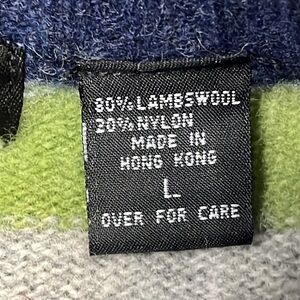 80% LAMBSWOOL
20% NYLON
MADE IN
HONG KONG
L
OVER FOR CARE